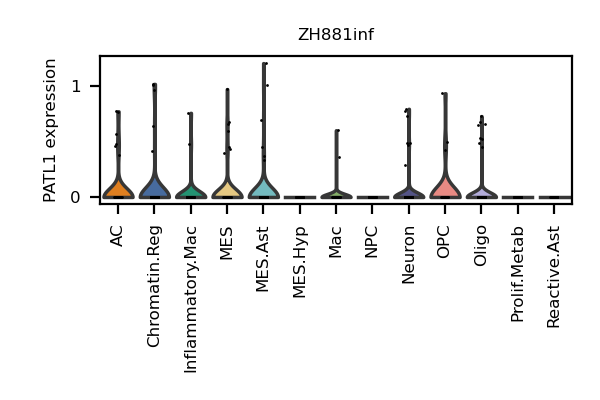 ZH881inf
PATL1 expression
1
0
AC
Chromatin.Reg
Inflammatory.Mac
MES
MES.Ast
MES.Hyp
Mac
NPC
Neuron
OPC
Oligo
Prolif.Metab
Reactive.Ast